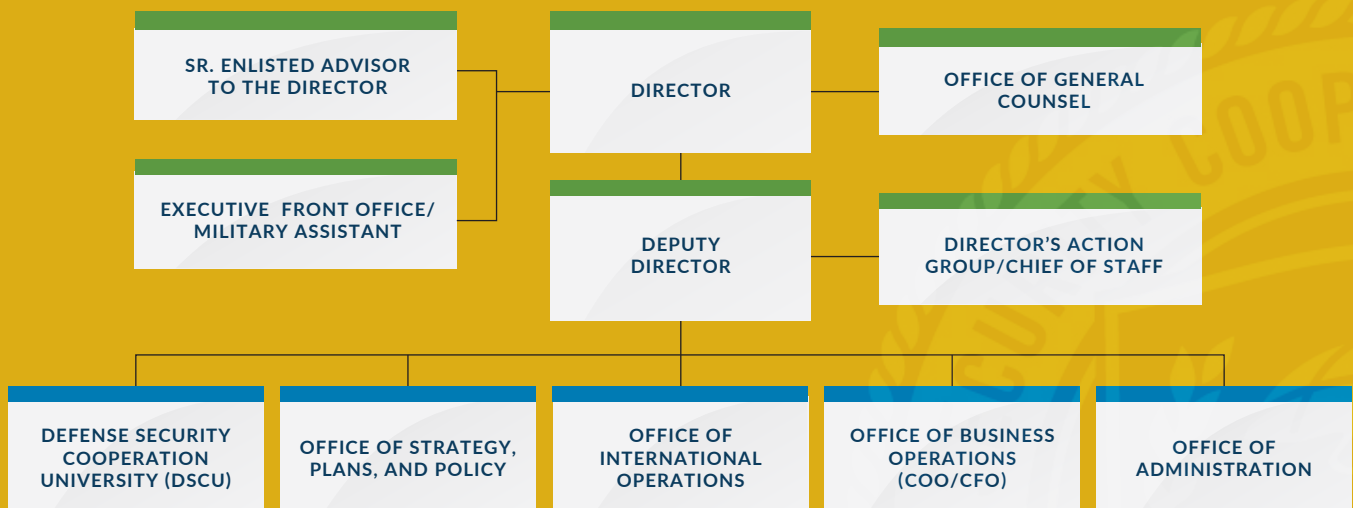 SR. ENLISTED ADVISOR
TO THE DIRECTOR
DIRECTOR
OFFICE OF GENERAL
COUNSEL
EXECUTIVE FRONT OFFICE/
MILITARY ASSISTANT
DEPUTY
DIRECTOR
DIRECTOR’S ACTION
GROUP/CHIEF OF STAFF
DEFENSE SECURITY
COOPERATION
UNIVERSITY (DSCU)
OFFICE OF STRATEGY,
PLANS, AND POLICY
OFFICE OF
INTERNATIONAL
OPERATIONS
OFFICE OF BUSINESS
OPERATIONS
(COO/CFO)
OFFICE OF
ADMINISTRATION